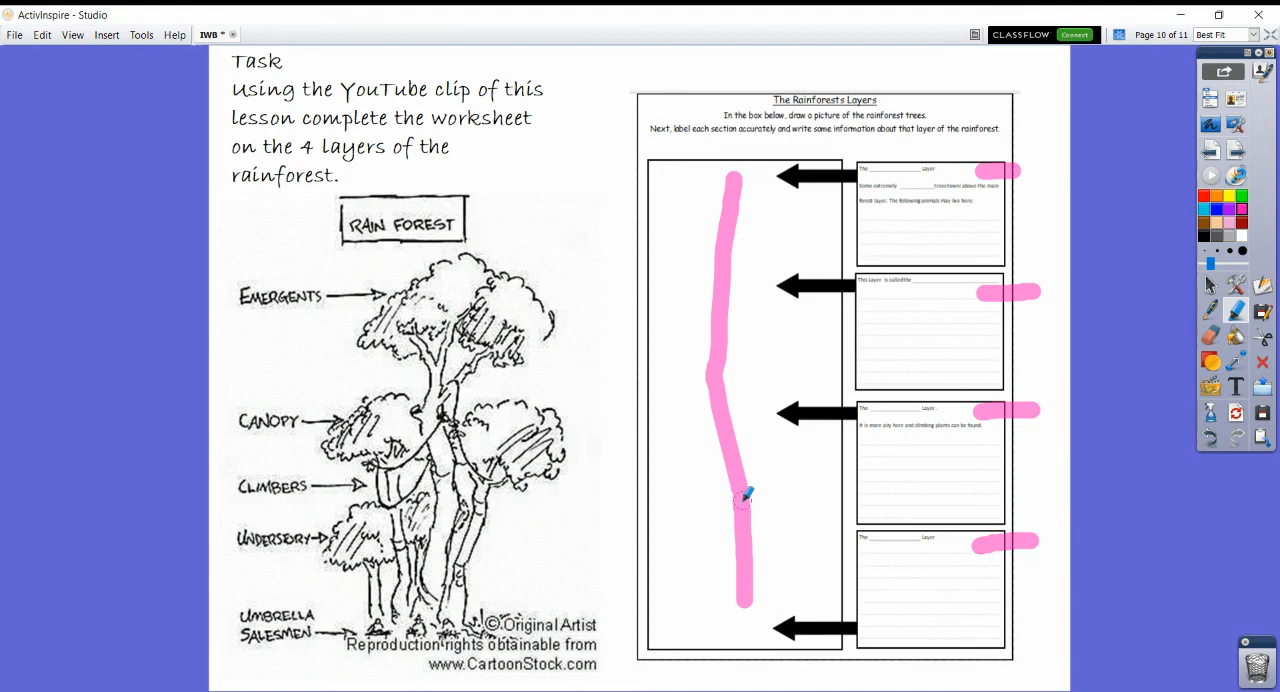 ActivInspire - Studio
File Edit View Insert Tools Help IWB *
CLASSFLOW Connect Page 10 of 11 Best Fit
Task
Using the YouTube clip of this
lesson complete the worksheet
on the 4 layers of the
rainforest.
RAIN FOREST
EMERGENTS
CANOPY
CLIMBERS
UNDERSTORY
UMBRELLA
SALESMEN
© Original Artist
Reproduction rights obtainable from
www.CartoonStock.com
The Rainforests Layers
In the box below, draw a picture of the rainforest trees.
Next, label each section accurately and write some information about that layer of the rainforest.
The ________________ Layer
Some extremely ____________trees tower above the main
forest layer. The following animals may live here:
This Layer is called the ____________________
The ________________ Layer .
It is more airy here and climbing plants can be found.
The ________________ Layer